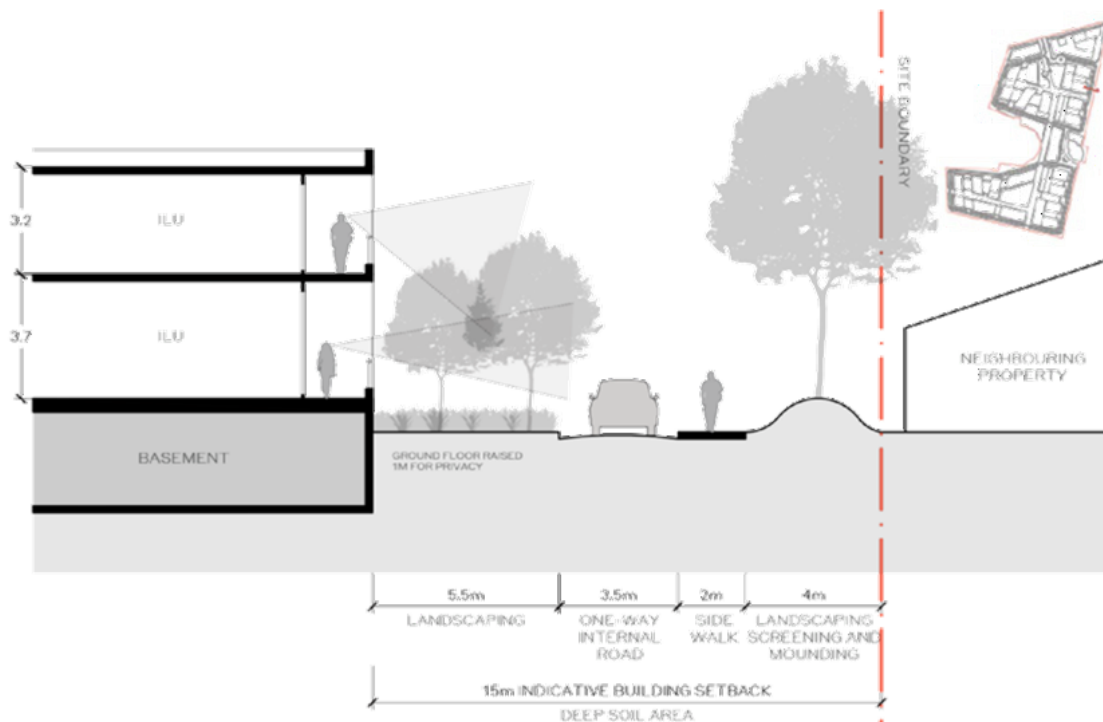 SITE BOUNDARY
3.2
ILU
3.7
ILU
NEIGHBOURING
PROPERTY
BASEMENT
GROUND FLOOR RAISED
1M FOR PRIVACY
5.5m
3.5m
2m
4m
LANDSCAPING
ONE-WAY
INTERNAL
ROAD
SIDE
WALK
LANDSCAPING
SCREENING AND
MOUNDING
15m INDICATIVE BUILDING SETBACK
DEEP SOIL AREA